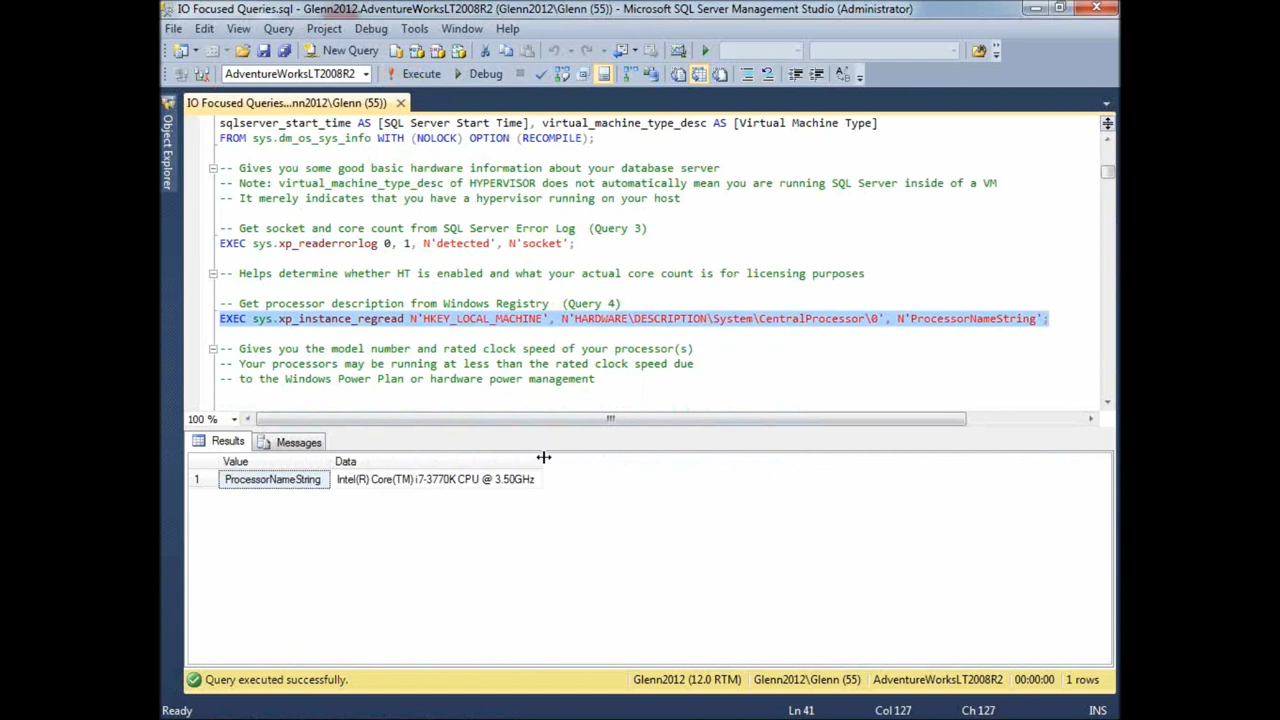 IO Focused Queries.sql - Glenn2012.AdventureWorksLT2008R2 (Glenn2012\Glenn (55)) - Microsoft SQL Server Management Studio (Administrator)
File Edit View Query Project Debug Tools Window Help
New Query
AdventureWorksLT2008R2 Execute Debug
IO Focused Queries...nn2012\Glenn (55))
Object Explorer
sqlserver_start_time AS [SQL Server Start Time], virtual_machine_type_desc AS [Virtual Machine Type]
FROM sys.dm_os_sys_info WITH (NOLOCK) OPTION (RECOMPILE);
-- Gives you some good basic hardware information about your database server
-- Note: virtual_machine_type_desc of HYPERVISOR does not automatically mean you are running SQL Server inside of a VM
-- It merely indicates that you have a hypervisor running on your host
-- Get socket and core count from SQL Server Error Log (Query 3)
EXEC sys.xp_readerrorlog 0, 1, N'detected', N'socket';
-- Helps determine whether HT is enabled and what your actual core count is for licensing purposes
-- Get processor description from Windows Registry (Query 4)
EXEC sys.xp_instance_regread N'HKEY_LOCAL_MACHINE', N'HARDWARE\DESCRIPTION\System\CentralProcessor\0', N'ProcessorNameString';
-- Gives you the model number and rated clock speed of your processor(s)
-- Your processors may be running at less than the rated clock speed due
-- to the Windows Power Plan or hardware power management
100 %
Results Messages
Value Data
1 ProcessorNameString Intel(R) Core(TM) i7-3770K CPU @ 3.50GHz
Query executed successfully. Glenn2012 (12.0 RTM) Glenn2012\Glenn (55) AdventureWorksLT2008R2 00:00:00 1 rows
Ready Ln 41 Col 127 Ch 127 INS